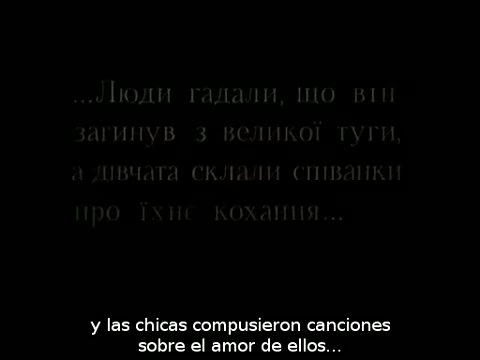 ...Люди гадали, що він
загинув з великої туги,
а дівчата склали співанки
про їхнє кохання...
y las chicas compusieron canciones
sobre el amor de ellos...